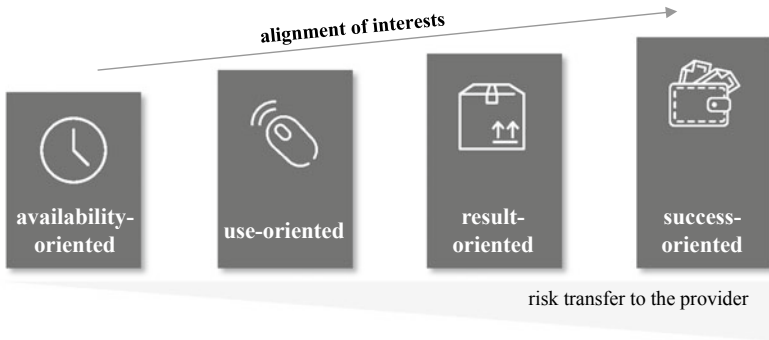 alignment of interests
availability-
oriented
use-oriented
result-
oriented
success-
oriented
risk transfer to the provider